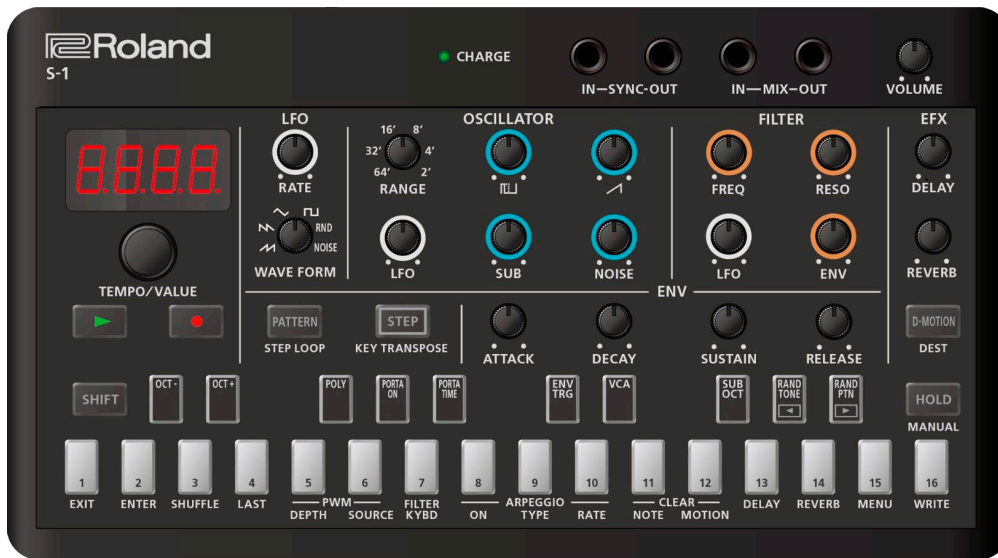 Roland
S-1
CHARGE
IN–SYNC-OUT
IN—MIX–OUT
VOLUME
8.8.8.8.
TEMPO/VALUE
LFO
RATE
RND
NOISE
WAVE FORM
OSCILLATOR
16' 8'
32' 4'
64' 2'
RANGE
LFO
SUB
NOISE
FILTER
FREQ
RESO
LFO
ENV
EFX
DELAY
REVERB
ENV
PATTERN
STEP LOOP
STEP
KEY TRANSPOSE
ATTACK
DECAY
SUSTAIN
RELEASE
D-MOTION
DEST
SHIFT
OCT -
OCT +
POLY
PORTA
ON
PORTA
TIME
ENV
TRG
VCA
SUB
OCT
RAND
TONE
RAND
PTN
HOLD
MANUAL
1 2 3 4 5 6 7 8 9 10 11 12 13 14 15 16
EXIT
ENTER
SHUFFLE
LAST
PWM
DEPTH
SOURCE
FILTER
KYBD
ARPEGGIO
ON
TYPE
RATE
CLEAR
NOTE
MOTION
DELAY
REVERB
MENU
WRITE